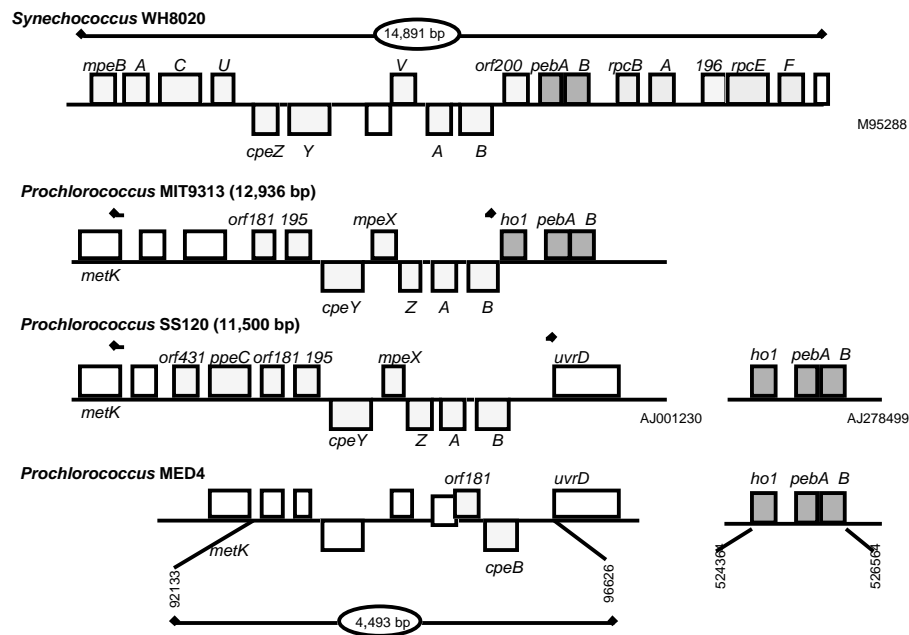 Synechococcus WH8020
14,891 bp
mpeB A C U V orf200 pebA B rpcB A 196 rpcE F
M95288
cpeZ Y A B
Prochlorococcus MIT9313 (12,936 bp)
orf181 195 mpeX ho1 pebA B
metK
cpeY Z A B
Prochlorococcus SS120 (11,500 bp)
orf431 ppeC orf181 195 mpeX uvrD ho1 pebA B
metK
AJ001230 AJ278499
cpeY Z A B
Prochlorococcus MED4
orf181 uvrD ho1 pebA B
metK
cpeB
92133 96626 524364 526564
4,493 bp